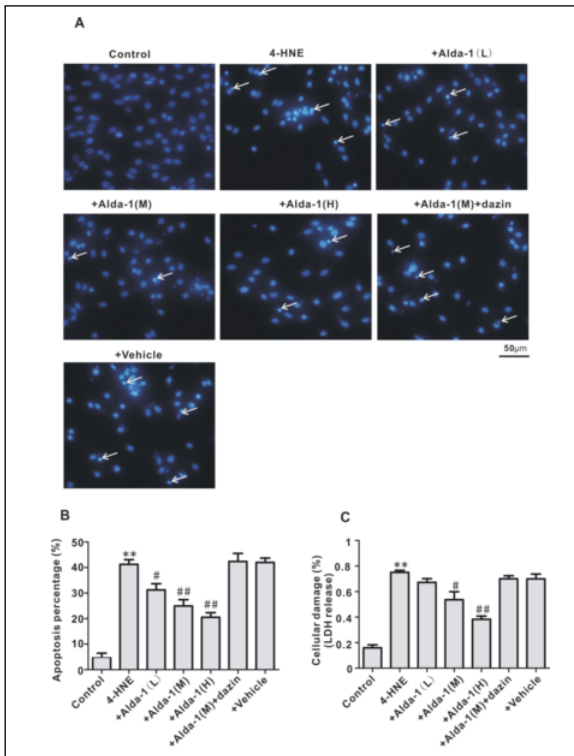 A
Control 4-HNE +Alda-1(L)
+Alda-1(M) +Alda-1(H) +Alda-1(M)+dazin
+Vehicle
50μm
B
Apoptosis percentage (%)
50
40
30
20
10
0
** # ## ##
Control 4-HNE +Alda-1(L) +Alda-1(M) +Alda-1(H) +Alda-1(M)+dazin +Vehicle
C
Cellular damage (%)
(LDH release)
0.8
0.6
0.4
0.2
0
** # ##
Control 4-HNE +Alda-1(L) +Alda-1(M) +Alda-1(H) +Alda-1(M)+dazin +Vehicle